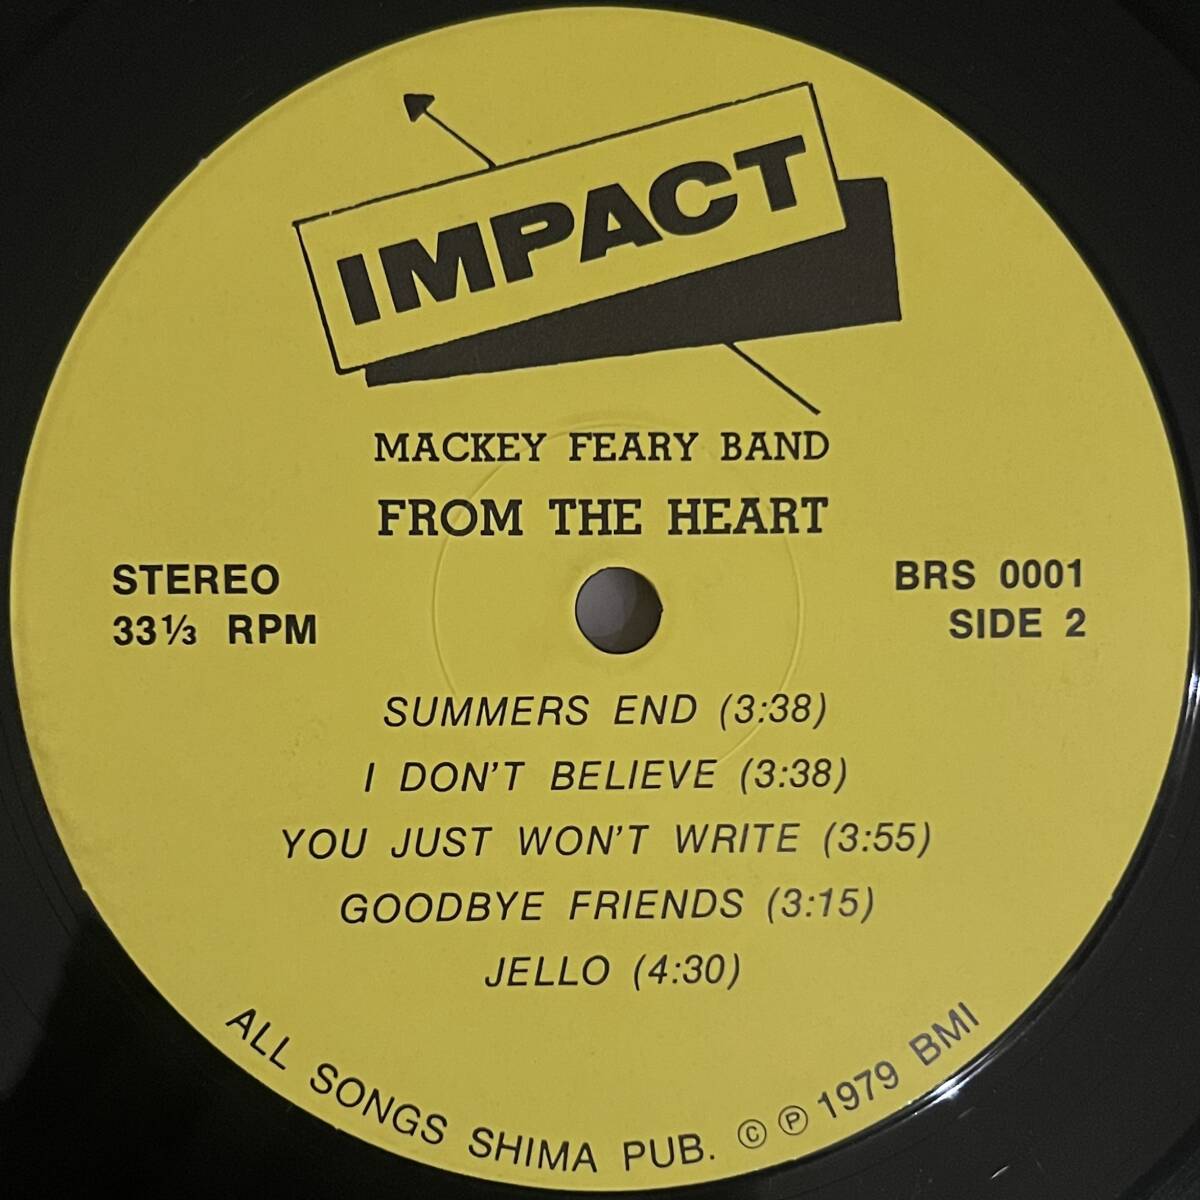 IMPACT
MACKEY FEARY BAND
FROM THE HEART
STEREO
33⅓ RPM
BRS 0001
SIDE 2
SUMMERS END (3:38)
I DON'T BELIEVE (3:38)
YOU JUST WON'T WRITE (3:55)
GOODBYE FRIENDS (3:15)
JELLO (4:30)
ALL SONGS SHIMA PUB. © ℗ 1979 BMI